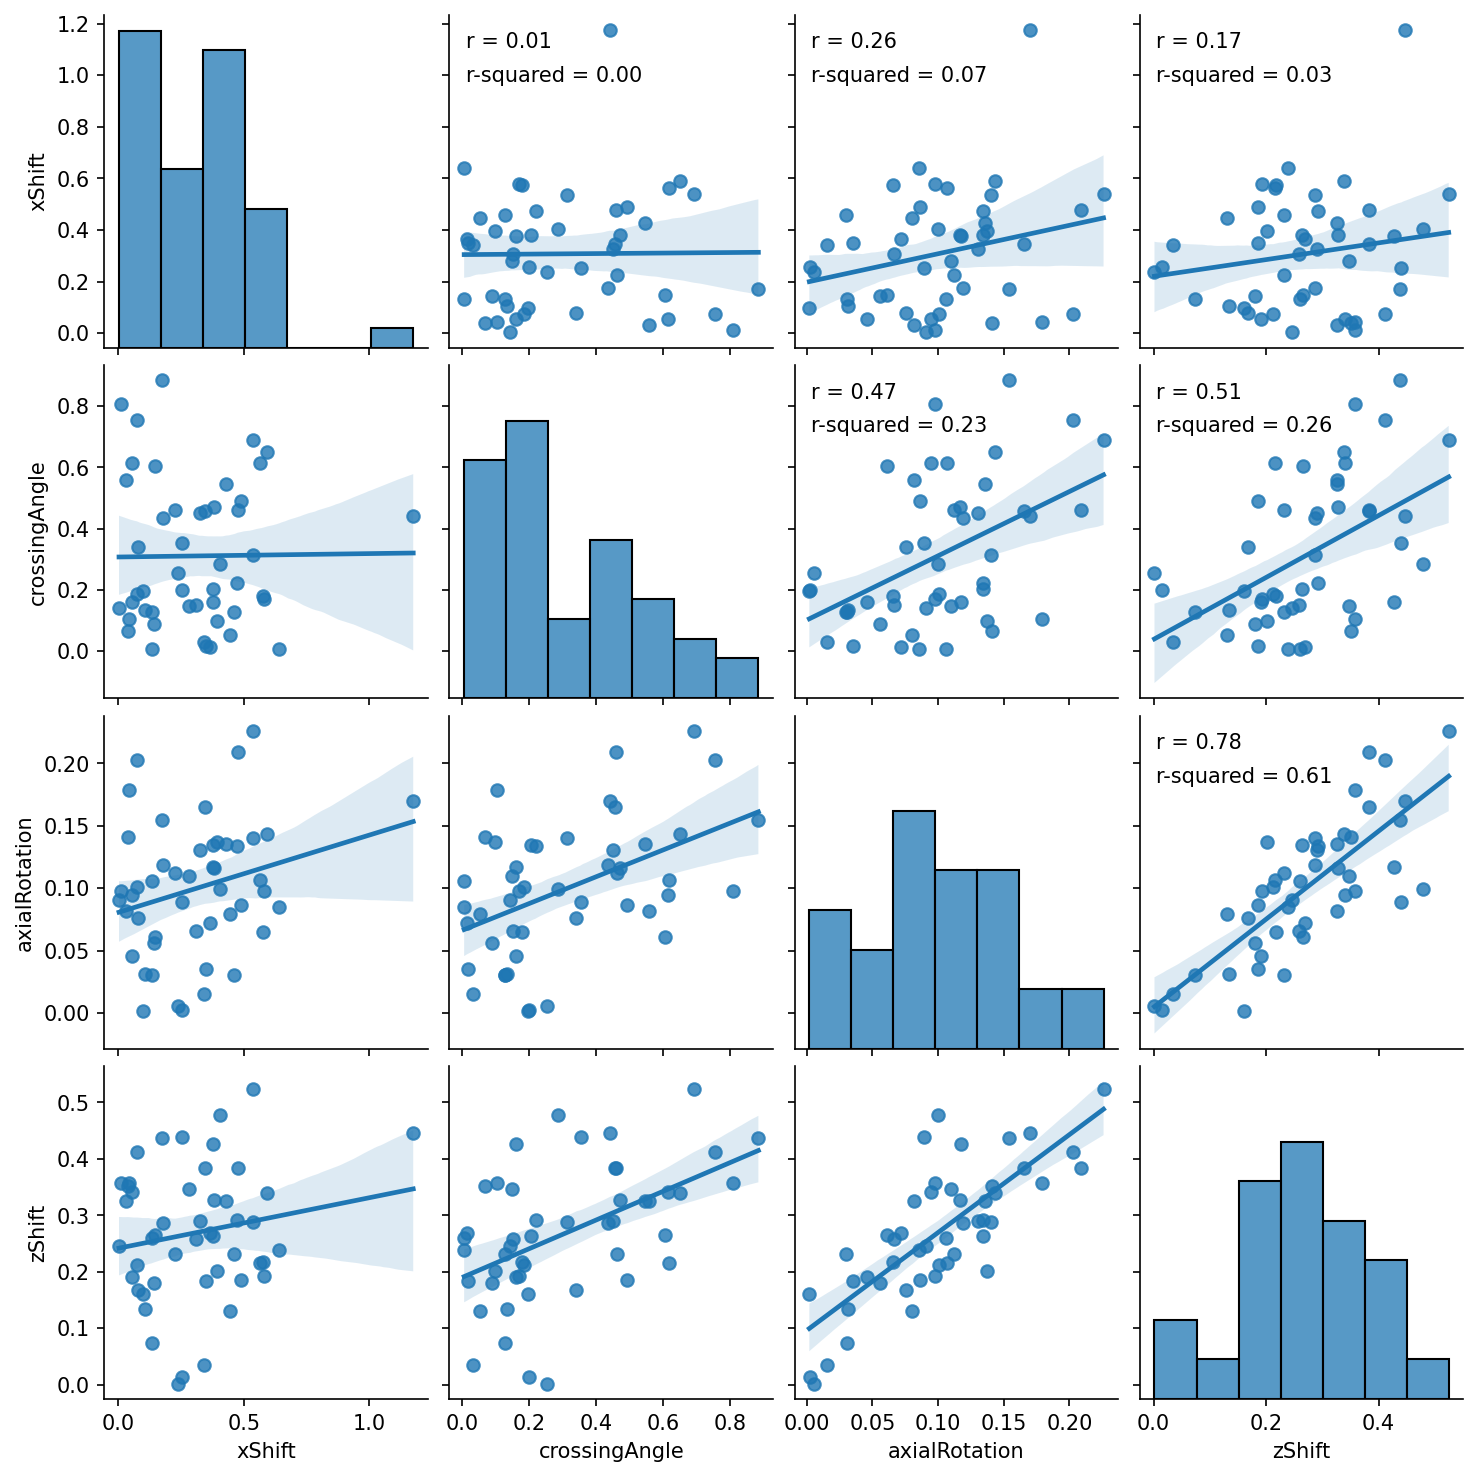 1.2
1.0
0.8
0.6
0.4
0.2
0.0
xShift
r = 0.01
r-squared = 0.00
r = 0.26
r-squared = 0.07
r = 0.17
r-squared = 0.03
0.8
0.6
0.4
0.2
0.0
crossingAngle
r = 0.47
r-squared = 0.23
r = 0.51
r-squared = 0.26
0.20
0.15
0.10
0.05
0.00
axialRotation
r = 0.78
r-squared = 0.61
0.5
0.4
0.3
0.2
0.1
0.0
zShift
0.0 0.5 1.0
xShift
0.0 0.2 0.4 0.6 0.8
crossingAngle
0.00 0.05 0.10 0.15 0.20
axialRotation
0.0 0.2 0.4
zShift